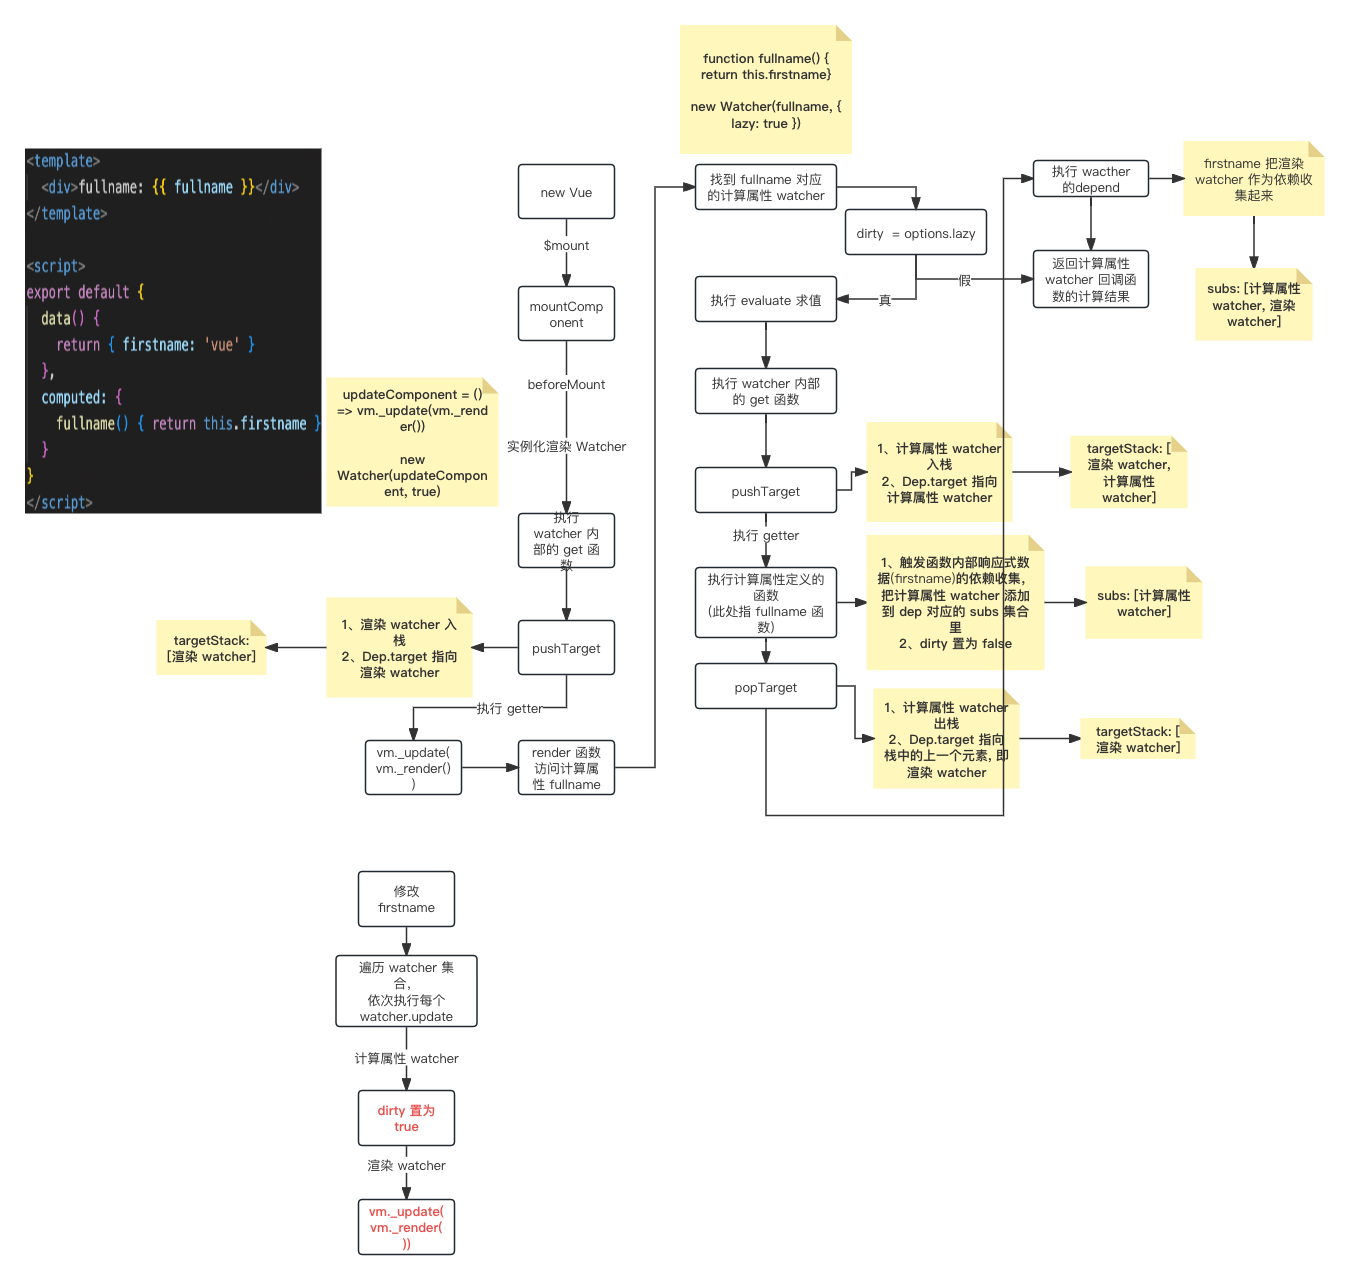 function fullname() {
return this.firstname}
new Watcher(fullname, {
lazy: true })
<template>
<div>fullname: {{ fullname }}</div>
</template>
<script>
export default {
data() {
return { firstname: 'vue' }
},
computed: {
fullname() { return this.firstname }
}
}
</script>
updateComponent = ()
=> vm._update(vm._rend
er())
new
Watcher(updateCompon
ent, true)
new Vue
$mount
mountComp
onent
beforeMount
实例化渲染 Watcher
执行
watcher 内
部的 get 函
数
pushTarget
1、渲染 watcher 入
栈
2、Dep.target 指向
渲染 watcher
targetStack:
[渲染 watcher]
执行 getter
vm._update(
vm._render()
)
render 函数
访问计算属
性 fullname
找到 fullname 对应
的计算属性 watcher
dirty = options.lazy
真
假
执行 evaluate 求值
执行 watcher 内部
的 get 函数
pushTarget
1、计算属性 watcher
入栈
2、Dep.target 指向
计算属性 watcher
targetStack: [
渲染 watcher,
计算属性
watcher]
执行 getter
执行计算属性定义的
函数
(此处指 fullname 函
数)
1、触发函数内部响应式数
据(firstname)的依赖收集，
把计算属性 watcher 添加
到 dep 对应的 subs 集合
里
2、dirty 置为 false
subs: [计算属性
watcher]
popTarget
1、计算属性 watcher
出栈
2、Dep.target 指向
栈中的上一个元素, 即
渲染 watcher
targetStack: [
渲染 watcher]
执行 wacther
的depend
firstname 把渲染
watcher 作为依赖收
集起来
subs: [计算属性
watcher, 渲染
watcher]
返回计算属性
watcher 回调函
数的计算结果
修改
firstname
遍历 watcher 集
合，
依次执行每个
watcher.update
计算属性 watcher
dirty 置为
true
渲染 watcher
vm._update(
vm._render(
))